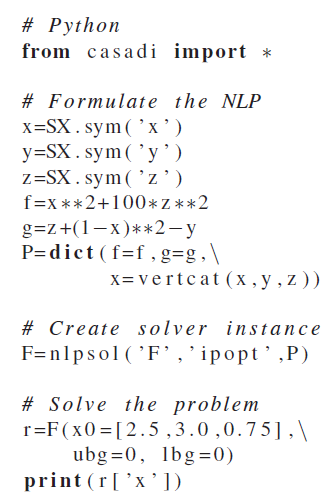 # Python
from casadi import *
# Formulate the NLP
x=SX.sym('x')
y=SX.sym('y')
z=SX.sym('z')
f=x**2+100*z**2
g=z+(1-x)**2-y
P=dict(f=f,g=g,\
x=vertcat(x,y,z))
# Create solver instance
F=nlpsol('F','ipopt',P)
# Solve the problem
r=F(x0=[2.5,3.0,0.75],\
ubg=0, lbg=0)
print(r['x'])